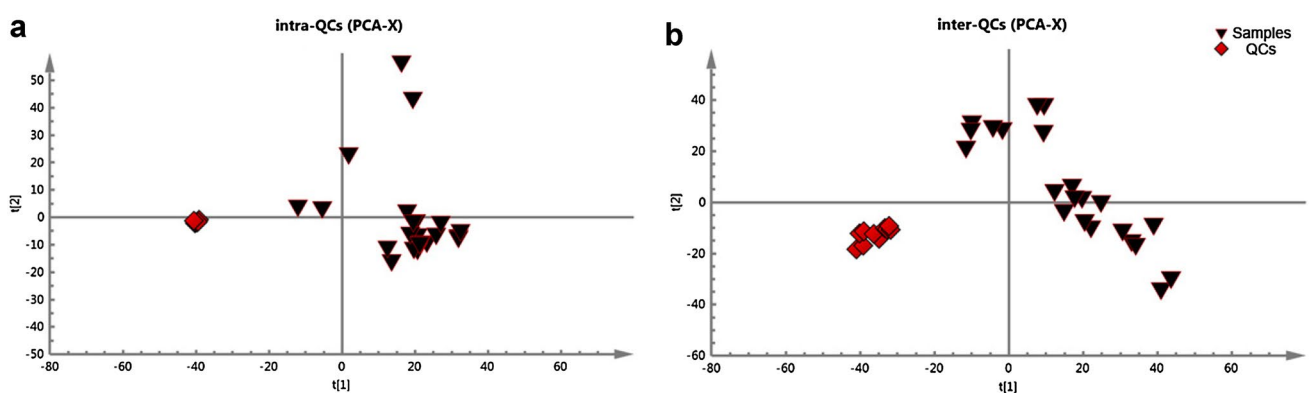 a
intra-QCs (PCA-X)
50
40
30
20
10
0
-10
-20
-30
-40
-50
t[2]
-80 -60 -40 -20 0 20 40 60
t[1]
b
inter-QCs (PCA-X)
Samples
QCs
40
20
0
-20
-40
-60
t[2]
-80 -60 -40 -20 0 20 40 60
t[1]